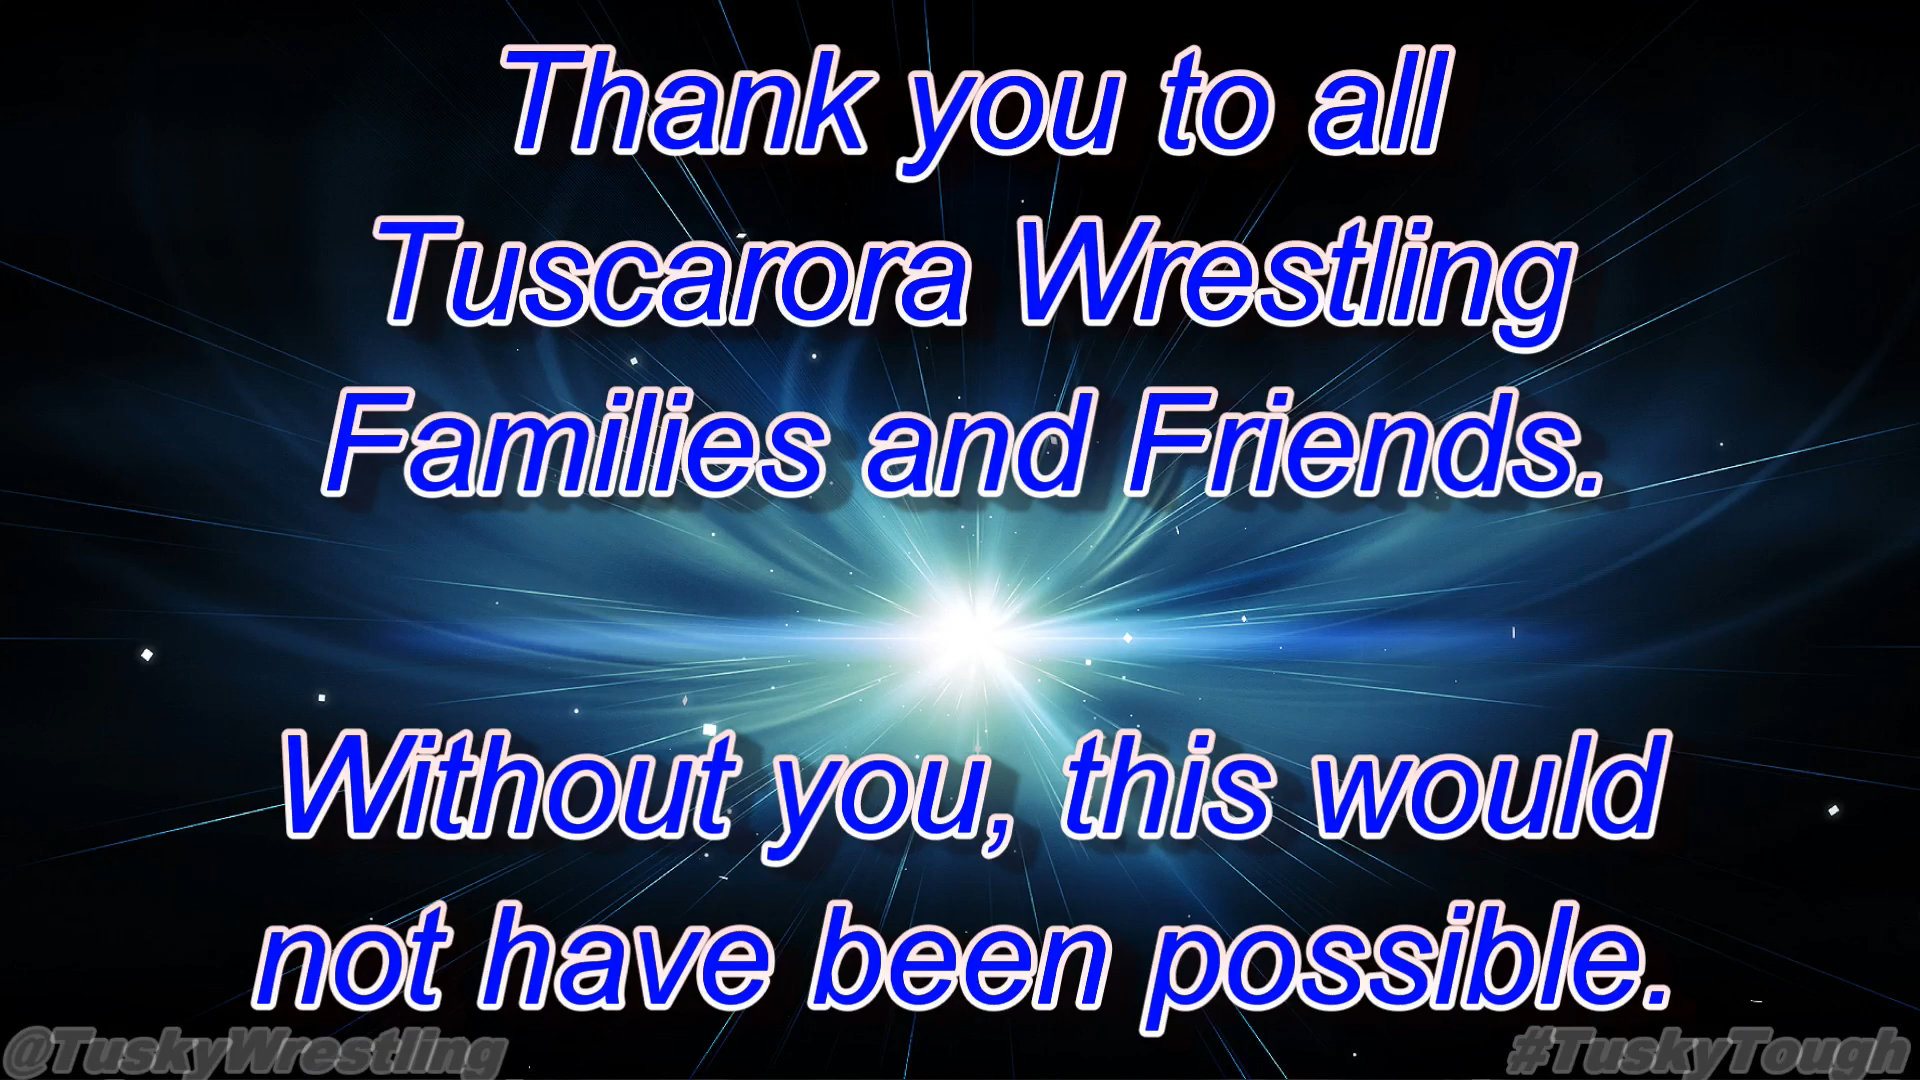 Thank you to all
Tuscarora Wrestling
Families and Friends.
Without you, this would
not have been possible.
@TuskyWrestling
#TuskyTough